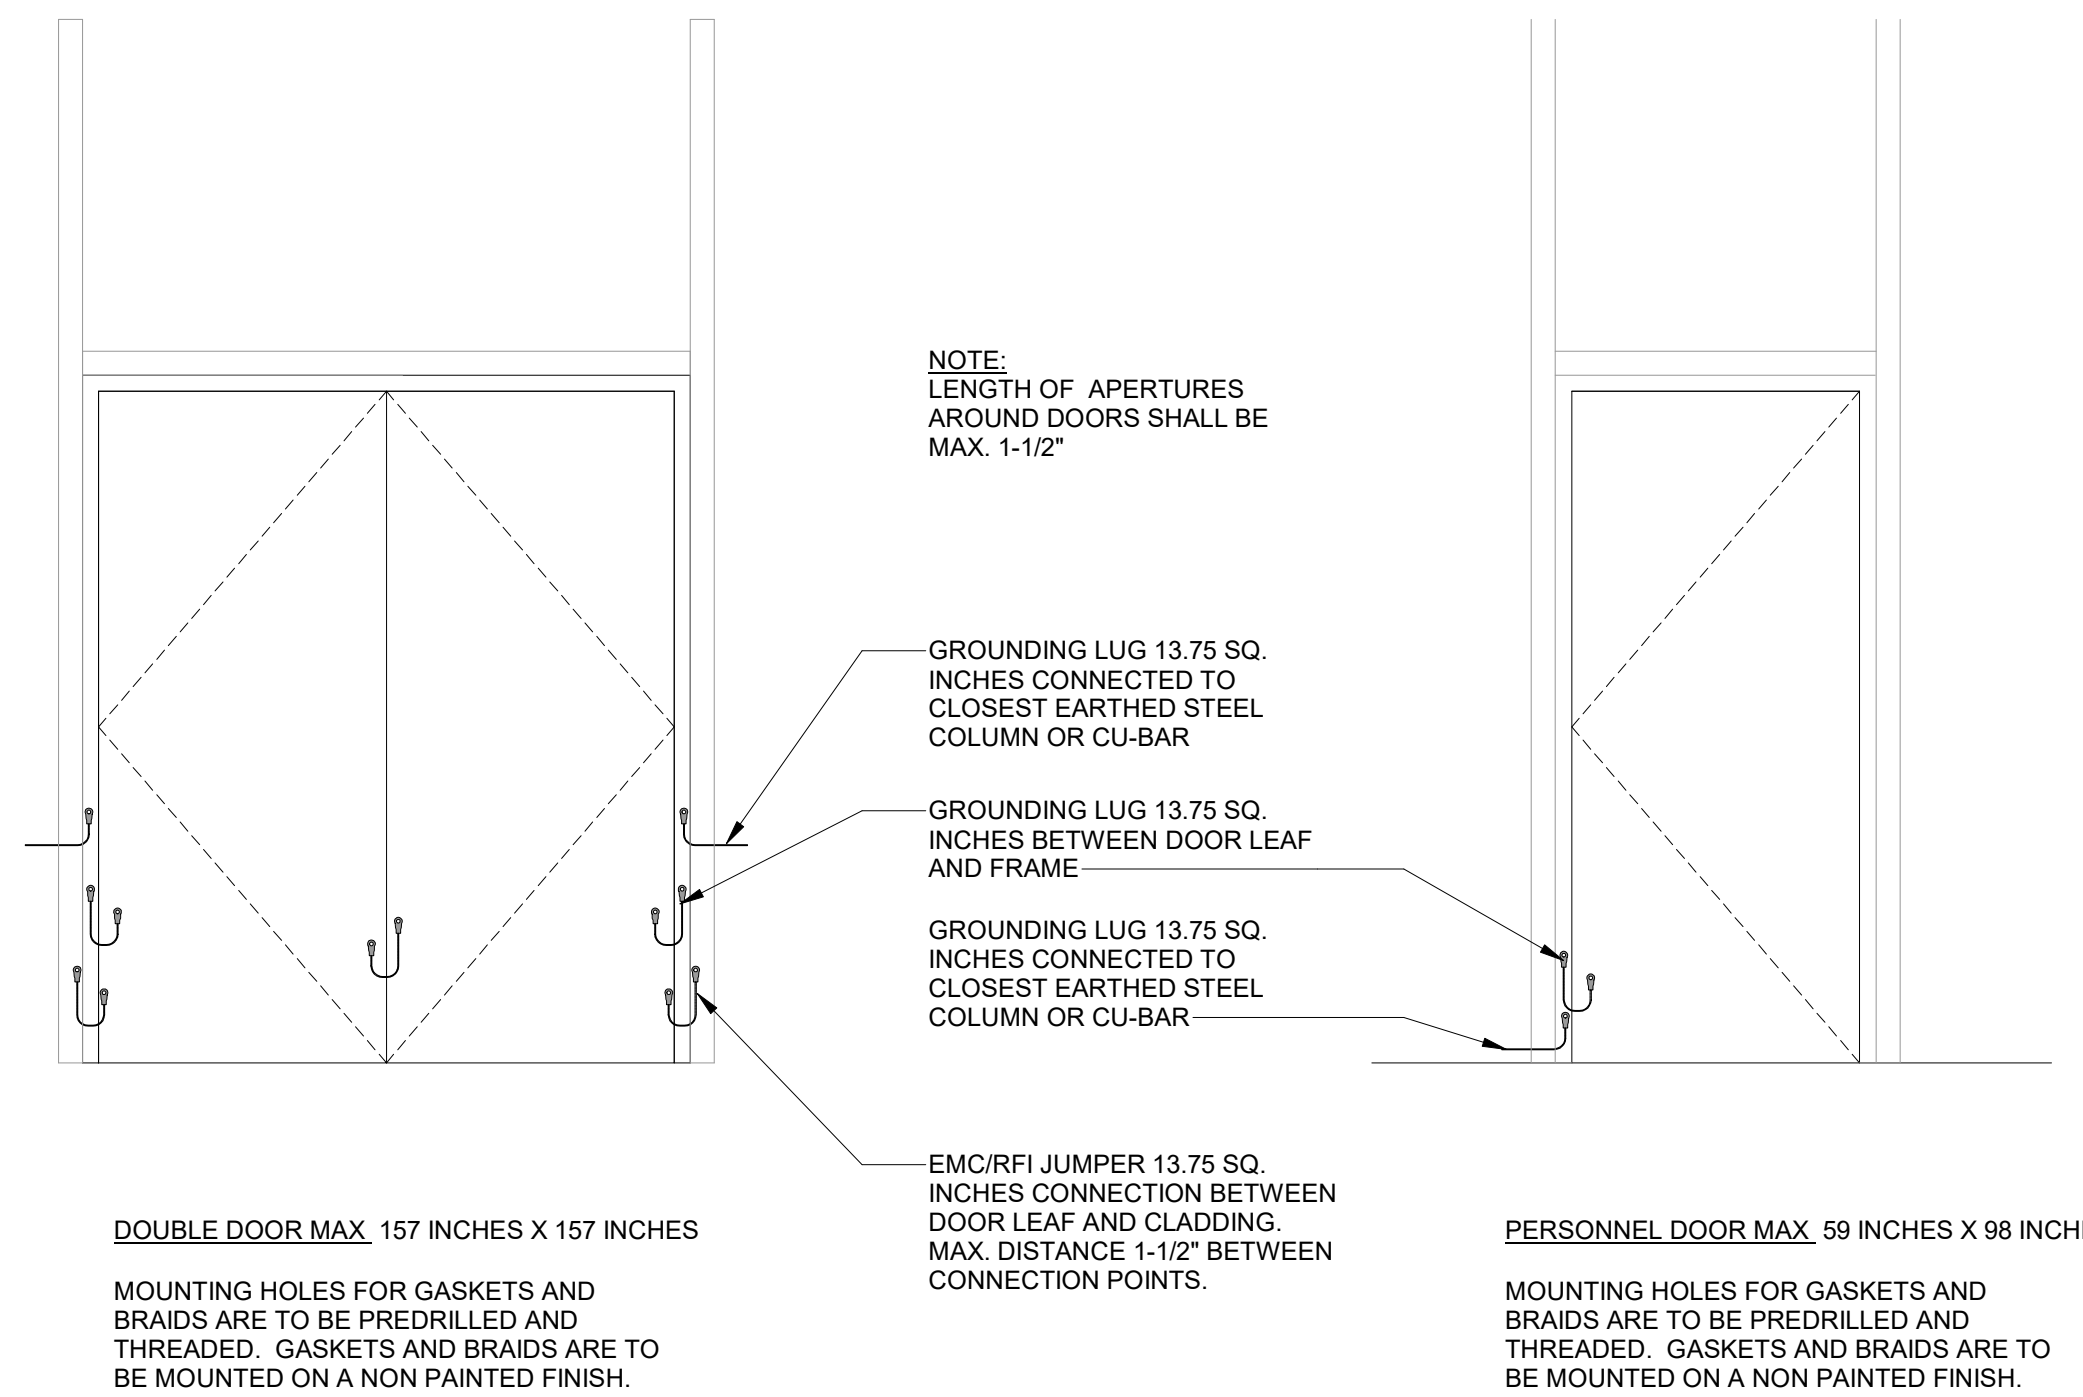 NOTE:
LENGTH OF APERTURES
AROUND DOORS SHALL BE
MAX. 1-1/2"
GROUNDING LUG 13.75 SQ.
INCHES CONNECTED TO
CLOSEST EARTHED STEEL
COLUMN OR CU-BAR
GROUNDING LUG 13.75 SQ.
INCHES BETWEEN DOOR LEAF
AND FRAME
GROUNDING LUG 13.75 SQ.
INCHES CONNECTED TO
CLOSEST EARTHED STEEL
COLUMN OR CU-BAR
EMC/RFI JUMPER 13.75 SQ.
INCHES CONNECTION BETWEEN
DOOR LEAF AND CLADDING.
MAX. DISTANCE 1-1/2" BETWEEN
CONNECTION POINTS.
DOUBLE DOOR MAX 157 INCHES X 157 INCHES
MOUNTING HOLES FOR GASKETS AND
BRAIDS ARE TO BE PREDRILLED AND
THREADED. GASKETS AND BRAIDS ARE TO
BE MOUNTED ON A NON PAINTED FINISH.
PERSONNEL DOOR MAX 59 INCHES X 98
MOUNTING HOLES FOR GASKETS AND
BRAIDS ARE TO BE PREDRILLED AND
THREADED. GASKETS AND BRAIDS ARE TO
BE MOUNTED ON A NON PAINTED FINISH.